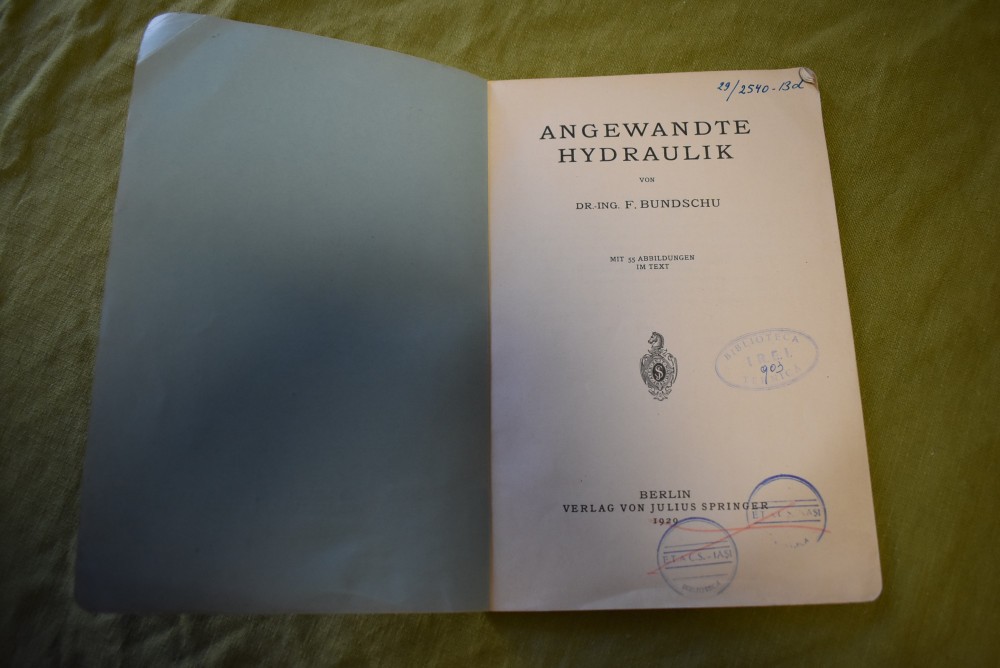 29/2540-Bd
ANGEWANDTE
HYDRAULIK
VON
DR.-ING. F. BUNDSCHU
MIT 55 ABBILDUNGEN
IM TEXT
BIBLIOTECA
903
BERLIN
VERLAG VON JULIUS SPRINGER
1929